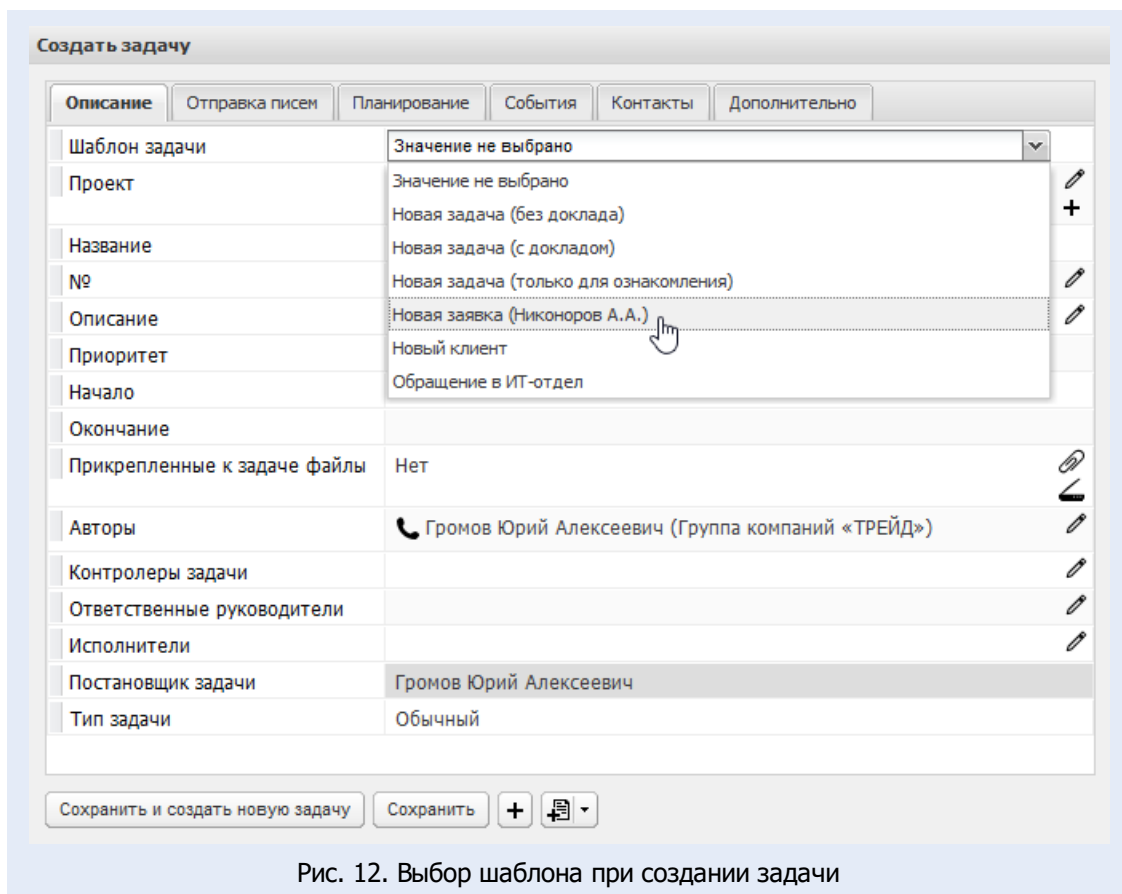 Создать задачу
Описание Отправка писем Планирование События Контакты Дополнительно
Шаблон задачи Значение не выбрано
Проект Значение не выбрано
Новая задача (без доклада)
Название Новая задача (с докладом)
№ Новая задача (только для ознакомления)
Описание Новая заявка (Никоноров А.А.)
Приоритет Новый клиент
Начало Обращение в ИТ-отдел
Окончание
Прикрепленные к задаче файлы Нет
Авторы Громов Юрий Алексеевич (Группа компаний «ТРЕЙД»)
Контролеры задачи
Ответственные руководители
Исполнители
Постановщик задачи Громов Юрий Алексеевич
Тип задачи Обычный
Сохранить и создать новую задачу Сохранить +
Рис. 12. Выбор шаблона при создании задачи